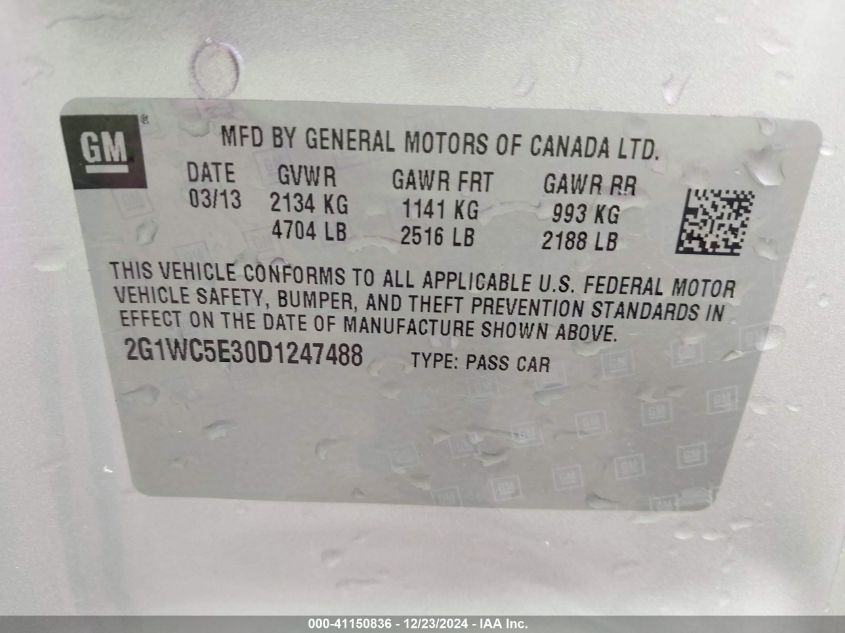 GM ®
MFD BY GENERAL MOTORS OF CANADA LTD.
DATE GVWR GAWR FRT GAWR RR
03/13 2134 KG 1141 KG 993 KG
4704 LB 2516 LB 2188 LB
THIS VEHICLE CONFORMS TO ALL APPLICABLE U.S. FEDERAL MOTOR
VEHICLE SAFETY, BUMPER, AND THEFT PREVENTION STANDARDS IN
EFFECT ON THE DATE OF MANUFACTURE SHOWN ABOVE.
2G1WC5E30D1247488 TYPE: PASS CAR
000-41150836 - 12/23/2024 - IAA Inc.